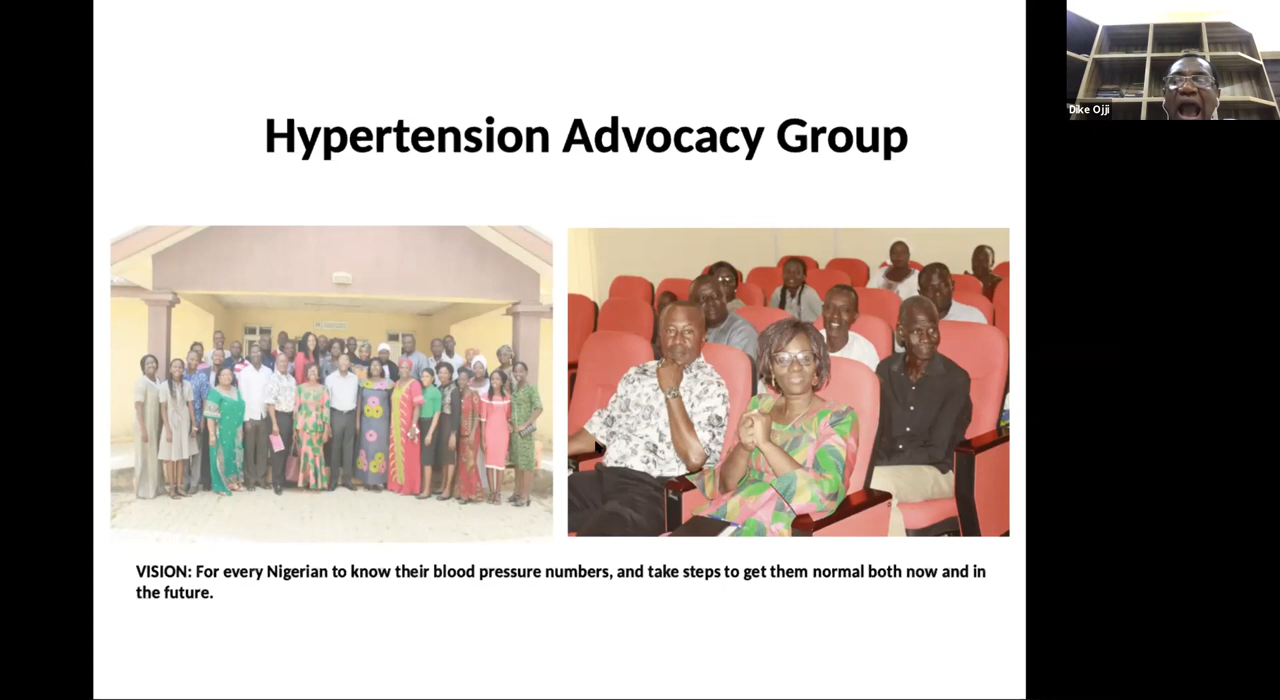 Hypertension Advocacy Group
Dike Ojji
VISION: For every Nigerian to know their blood pressure numbers, and take steps to get them normal both now and in
the future.